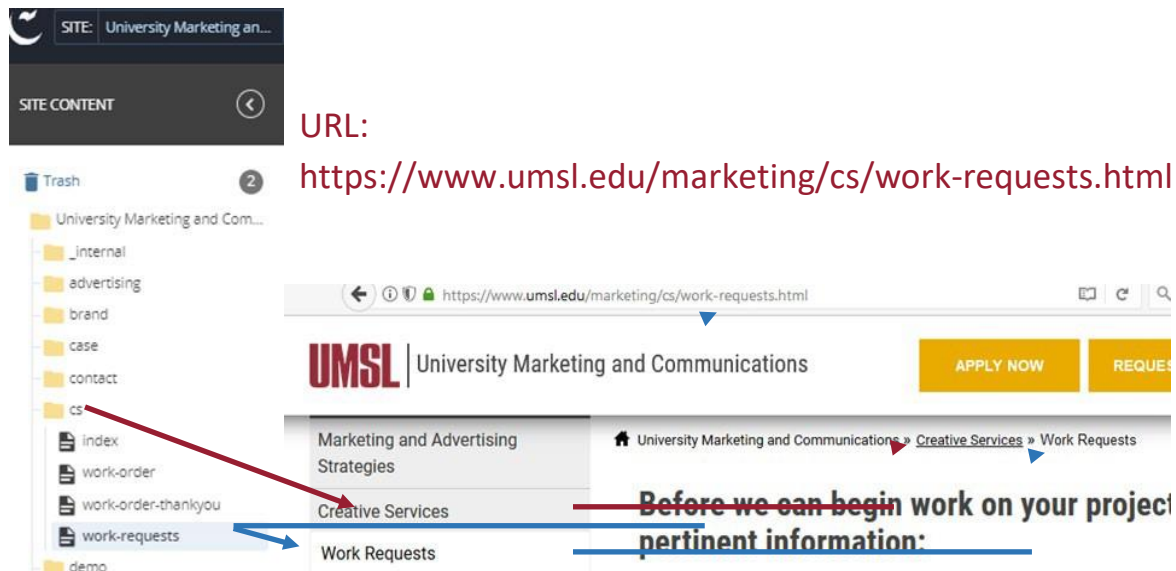 SITE: University Marketing an...
SITE CONTENT
Trash 2
University Marketing and Com...
_internal
advertising
brand
case
contact
cs
index
work-order
work-order-thankyou
work-requests
demo
URL:
https://www.umsl.edu/marketing/cs/work-requests.html
https://www.umsl.edu/marketing/cs/work-requests.html
UMSL | University Marketing and Communications
APPLY NOW
REQUES
Marketing and Advertising
Strategies
Creative Services
Work Requests
University Marketing and Communications » Creative Services » Work Requests
Before we can begin work on your project
pertinent information: